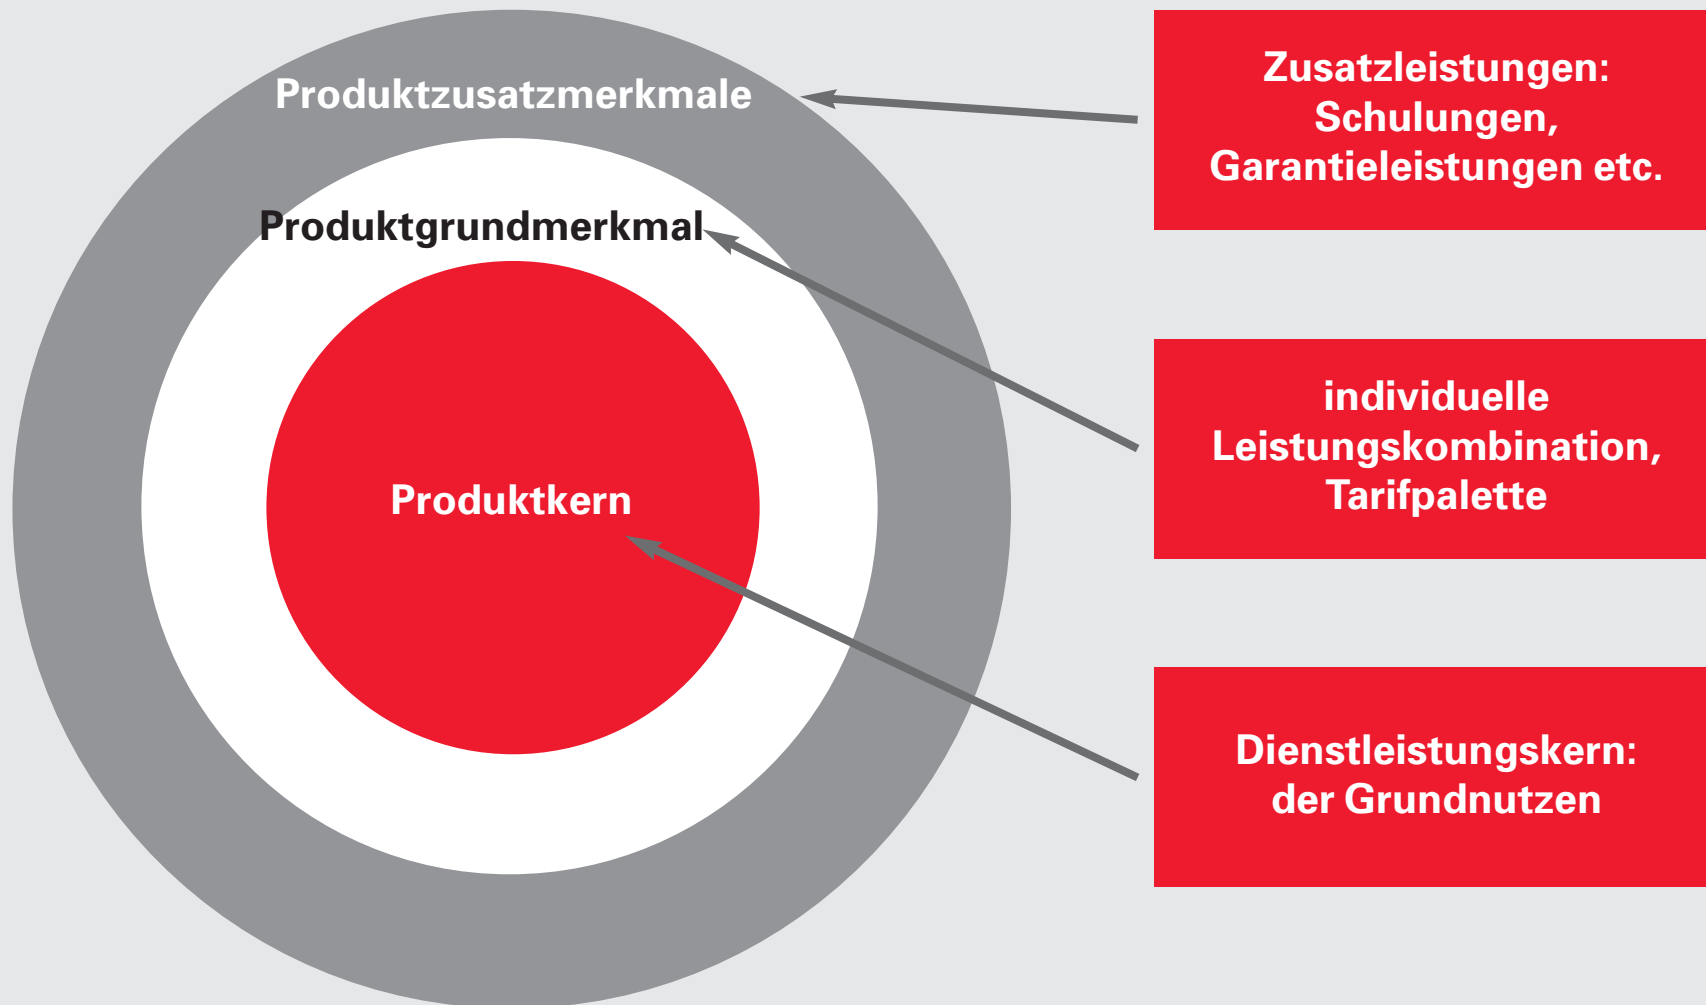 Produktzusatzmerkmale
Produktgrundmerkmal
Produktkern
Zusatzleistungen:
Schulungen,
Garantieleistungen etc.
individuelle
Leistungskombination,
Tarifpalette
Dienstleistungskern:
der Grundnutzen